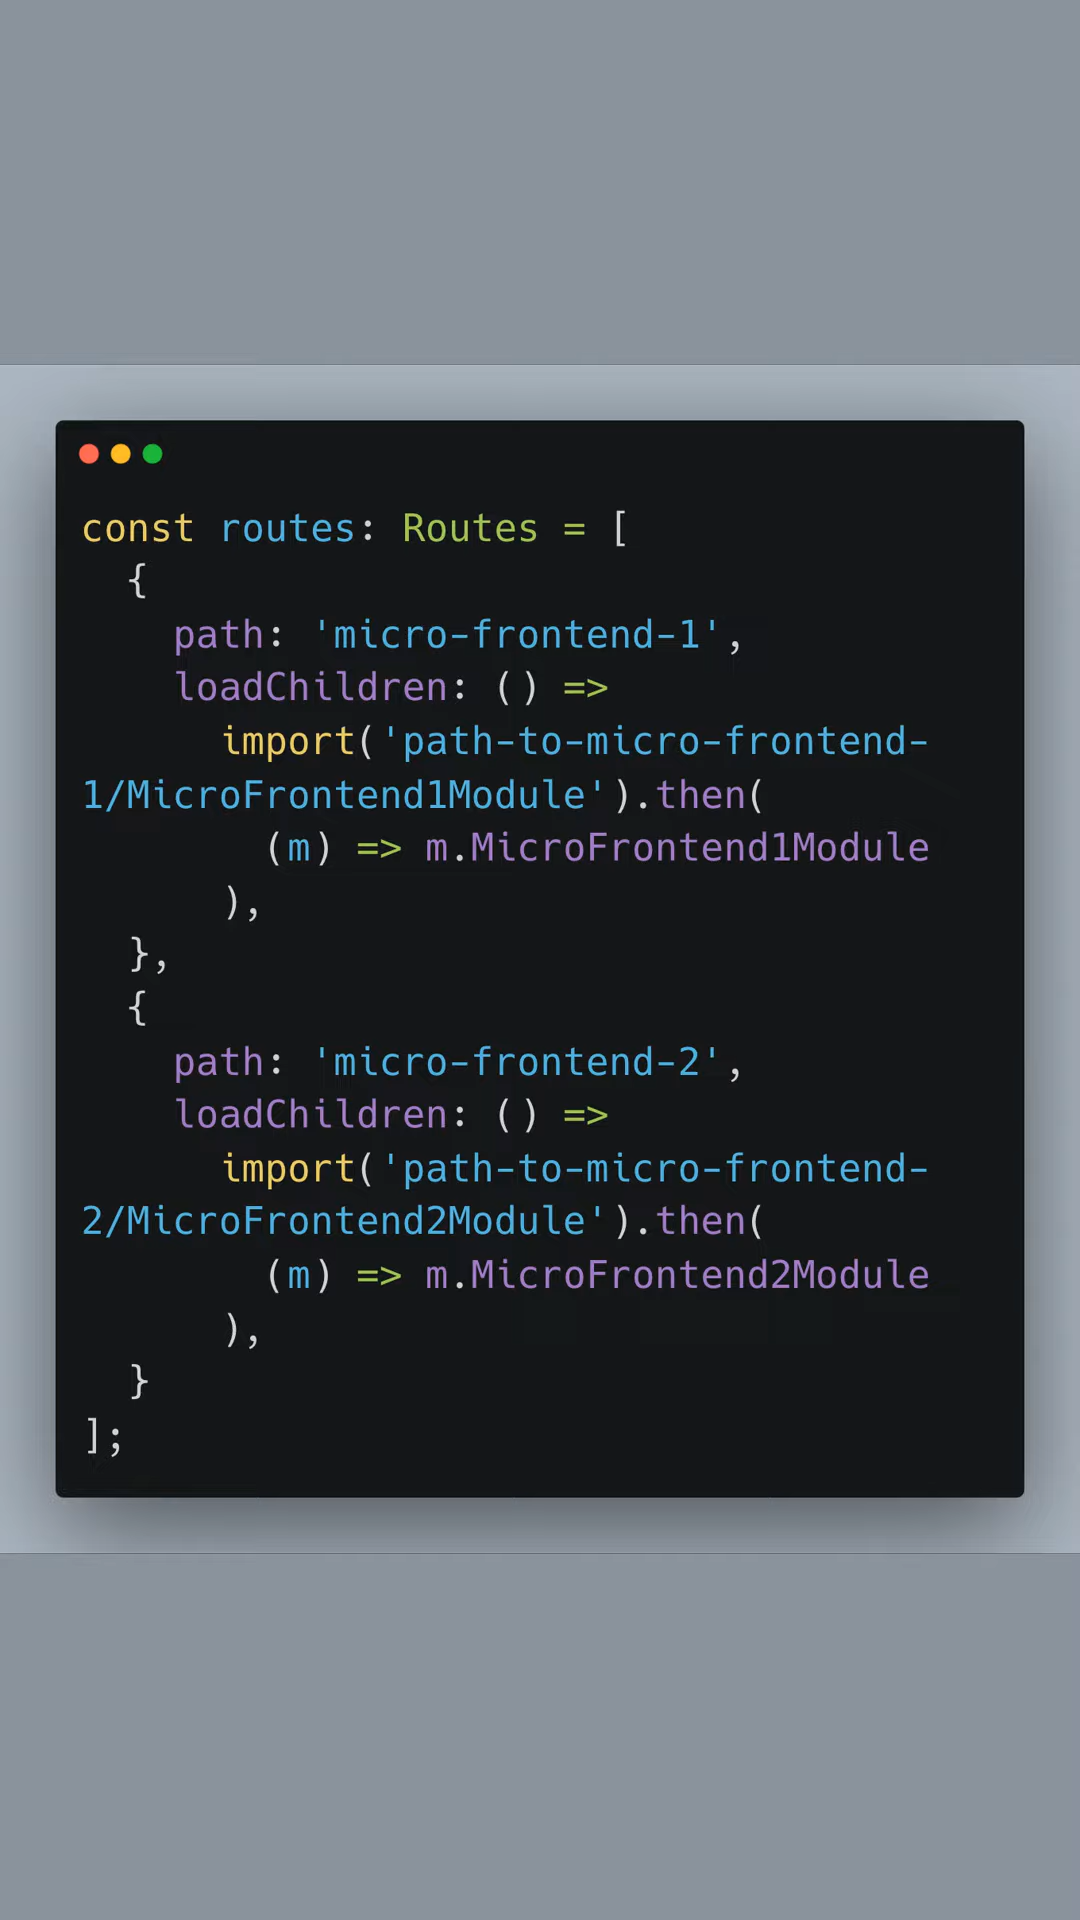 const routes: Routes = [
  {
    path: 'micro-frontend-1',
    loadChildren: () =>
      import('path-to-micro-frontend-
1/MicroFrontend1Module').then(
        (m) => m.MicroFrontend1Module
      ),
  },
  {
    path: 'micro-frontend-2',
    loadChildren: () =>
      import('path-to-micro-frontend-
2/MicroFrontend2Module').then(
        (m) => m.MicroFrontend2Module
      ),
  }
];